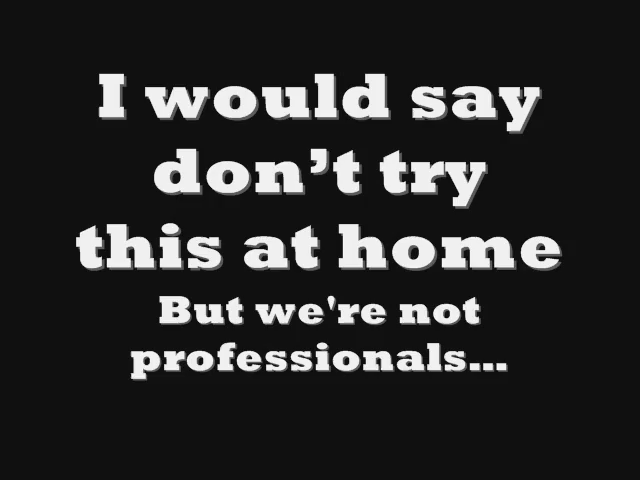 I would say
don’t try
this at home
But we're not
professionals...